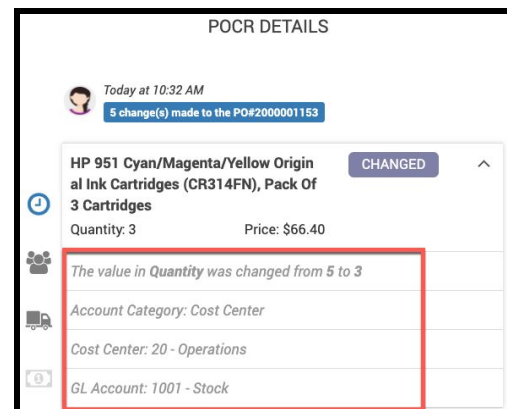 POCR DETAILS
Today at 10:32 AM
5 change(s) made to the PO#2000001153
HP 951 Cyan/Magenta/Yellow Origin
al Ink Cartridges (CR314FN), Pack Of
3 Cartridges
CHANGED
Quantity: 3 Price: $66.40
The value in Quantity was changed from 5 to 3
Account Category: Cost Center
Cost Center: 20 - Operations
GL Account: 1001 - Stock